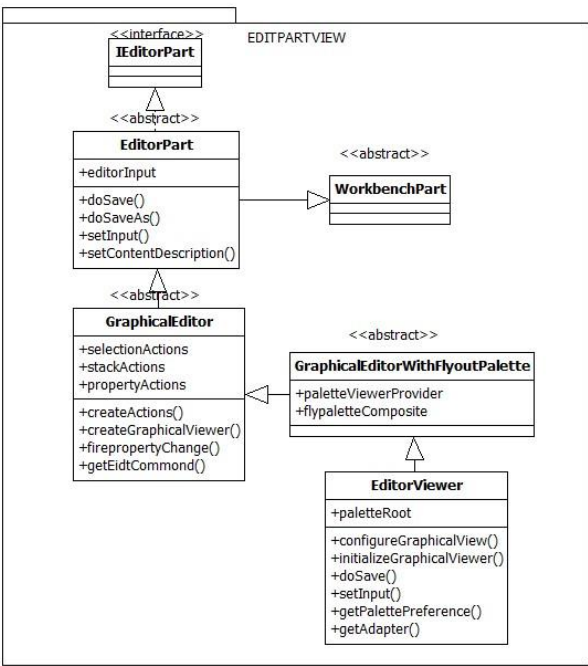 EDITPARTVIEW
<<interface>>
IEditorPart
<<abstract>>
EditorPart
+editorInput
+doSave()
+doSaveAs()
+setInput()
+setContentDescription()
<<abstract>>
WorkbenchPart
<<abstract>>
GraphicalEditor
+selectionActions
+stackActions
+propertyActions
+createActions()
+createGraphicalViewer()
+firepropertyChange()
+getEidtCommond()
<<abstract>>
GraphicalEditorWithFlyoutPalette
+paletteViewerProvider
+flypaletteComposite
EditorViewer
+paletteRoot
+configureGraphicalView()
+initializeGraphicalViewer()
+doSave()
+setInput()
+getPalettePreference()
+getAdapter()